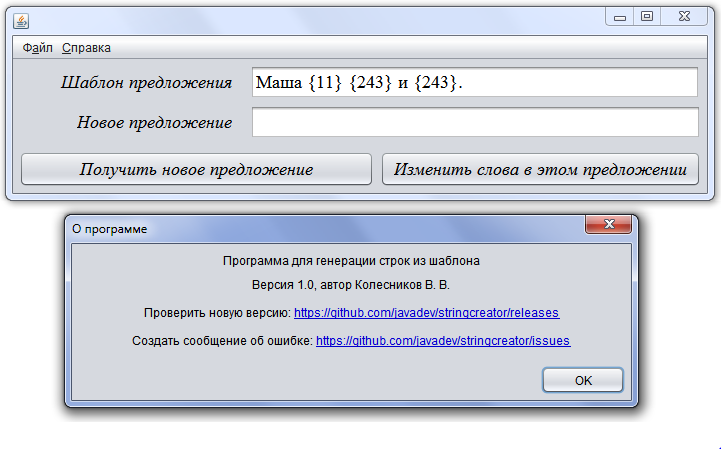 Файл Справка
Шаблон предложения Маша {11} {243} и {243}.
Новое предложение
Получить новое предложение Изменить слова в этом предложении
О программе
Программа для генерации строк из шаблона
Версия 1.0, автор Колесников В. В.
Проверить новую версию: https://github.com/javadev/stringcreator/releases
Создать сообщение об ошибке: https://github.com/javadev/stringcreator/issues
OK